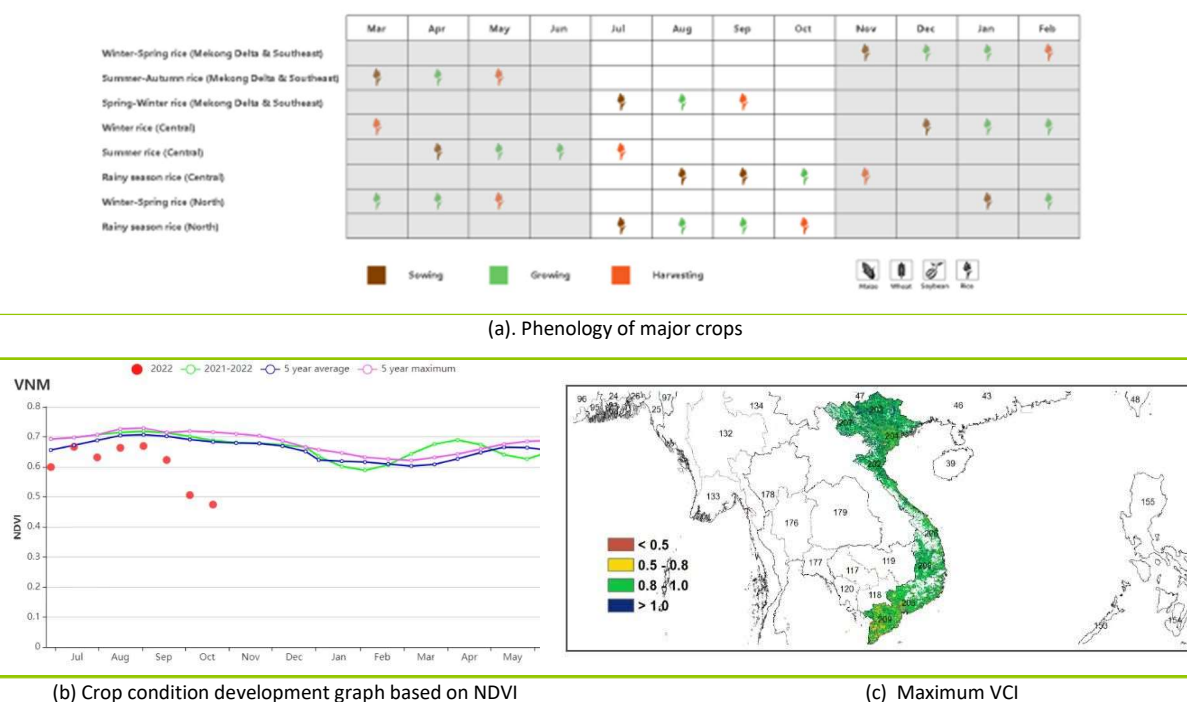 Mar Apr May Jun Jul Aug Sep Oct Nov Dec Jan Feb
Winter-Spring rice (Mekong Delta & Southeast)
Summer-Autumn rice (Mekong Delta & Southeast)
Spring-Winter rice (Mekong Delta & Southeast)
Winter rice (Central)
Summer rice (Central)
Rainy season rice (Central)
Winter-Spring rice (North)
Rainy season rice (North)
Sowing Growing Harvesting
Maize Wheat Soybean Rice
(a). Phenology of major crops
2022 2021-2022 5 year average 5 year maximum
VNM
NDVI
0.8
0.7
0.6
0.5
0.4
0.3
0.2
0.1
0
Jul Aug Sep Oct Nov Dec Jan Feb Mar Apr May
96 24 26 97 134 47 43 46 48
95 25
132
202
39
133
178
176 179
155
177 117 119
120 118
209
153 154
< 0.5
0.5 - 0.8
0.8 - 1.0
> 1.0
(b) Crop condition development graph based on NDVI
(c) Maximum VCI